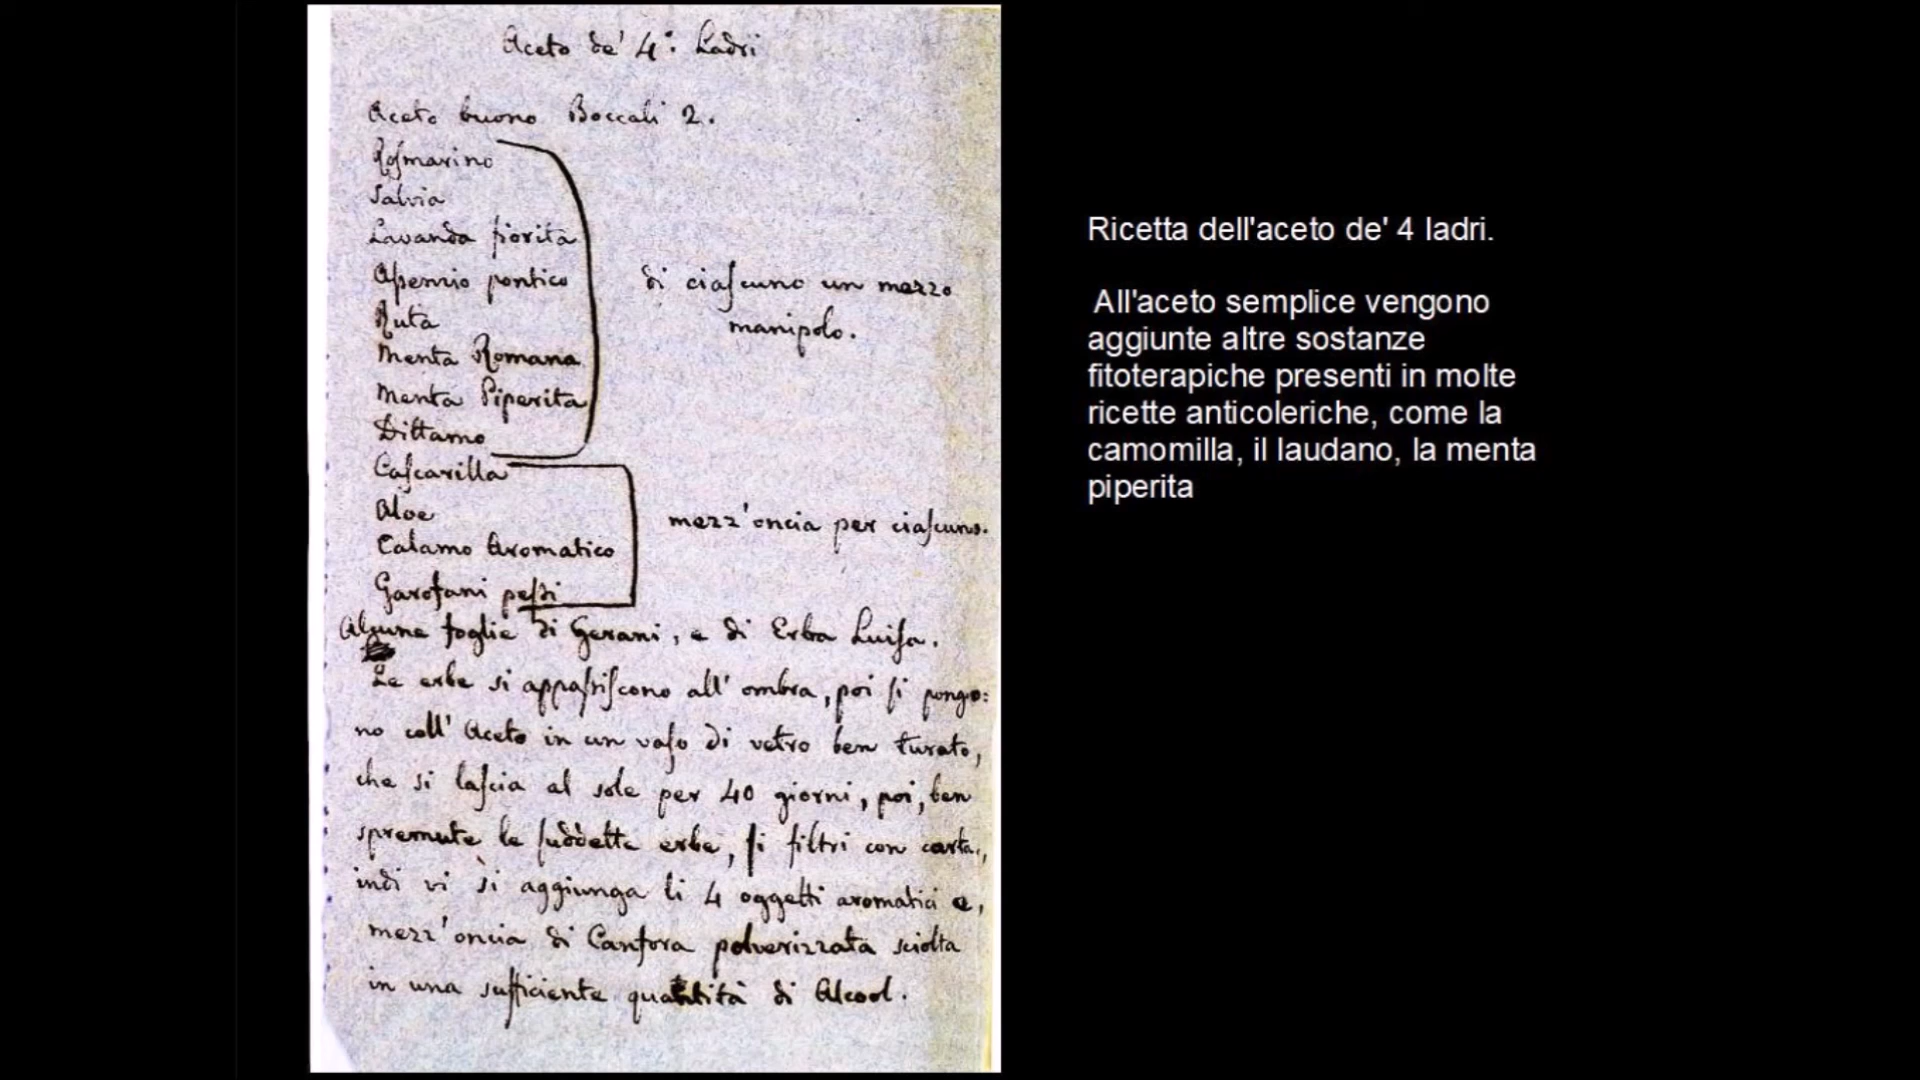 Aceto de' 4.° Ladri
Aceto buono Boccali 2.
Rosmarino
Salvia
Lavanda fiorita
Assenzio pontico
di ciascuno un mezzo
manipolo.
Ruta
Menta Romana
Menta Piperita
Dittamo
Cascarilla
Aloe
mezz'oncia per ciascuno.
Calamo Aromatico
Garofani pesti
Alcune foglie di Gerani, e di Erba Luisa.
Le erbe si appassiscono all' ombra, poi si pongo:
no coll' Aceto in un vaso di vetro ben turato,
che si lascia al sole per 40 giorni, poi, ben
spremute le suddette erbe, si filtri con carta,
indi vi si aggiunga li 4 oggetti aromatici e,
mezz'oncia di Canfora polverizzata sciolta
in una sufficiente quantità di Alcool.
Ricetta dell'aceto de' 4 ladri.
All'aceto semplice vengono
aggiunte altre sostanze
fitoterapiche presenti in molte
ricette anticoleriche, come la
camomilla, il laudano, la menta
piperita